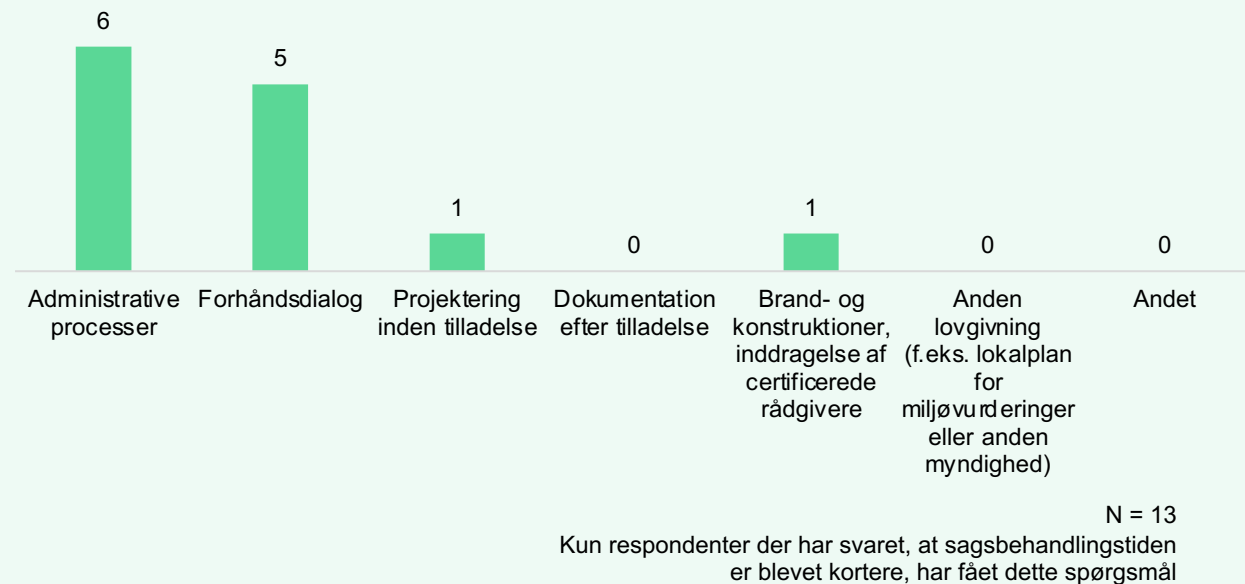 6
5
1
0
1
0
0
Administrative
processer
Forhåndsdialog
Projektering
inden tilladelse
Dokumentation
efter tilladelse
Brand- og
konstruktioner,
inddragelse af
certificerede
rådgivere
Anden
lovgivning
(f.eks. lokalplan
for
miljøvurderinger
eller anden
myndighed)
Andet
N = 13
Kun respondenter der har svaret, at sagsbehandlingstiden
er blevet kortere, har fået dette spørgsmål